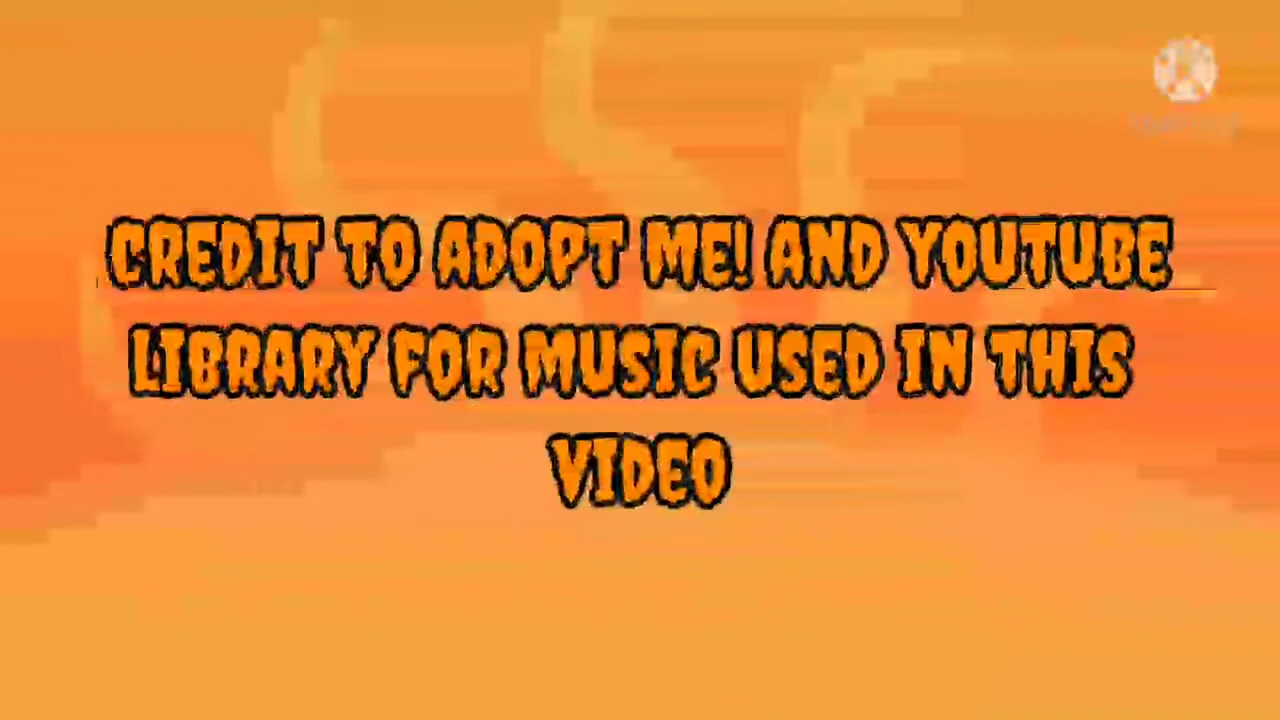 CREDIT TO ADOPT ME! AND YOUTUBE
LIBRARY FOR MUSIC USED IN THIS
VIDEO